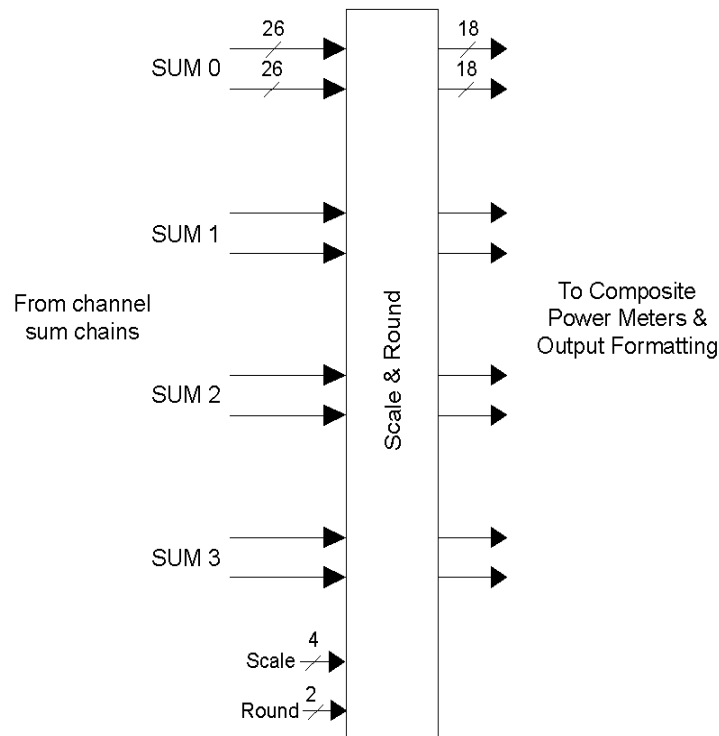 26
18
SUM 0
26
18
SUM 1
From channel
sum chains
Scale & Round
To Composite
Power Meters &
Output Formatting
SUM 2
SUM 3
4
Scale
2
Round